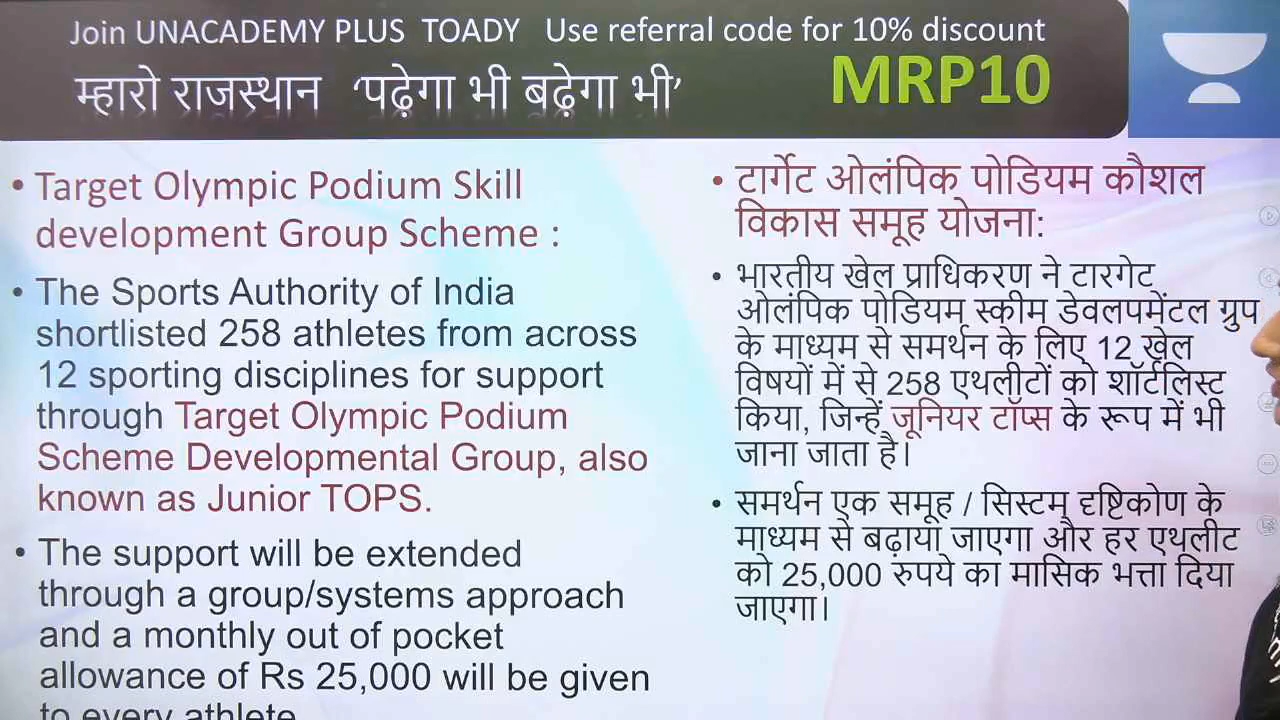 Join UNACADEMY PLUS TOADY Use referral code for 10% discount
म्हारो राजस्थान 'पढ़ेगा भी बढ़ेगा भी'
MRP10
• Target Olympic Podium Skill
development Group Scheme :
• The Sports Authority of India
shortlisted 258 athletes from across
12 sporting disciplines for support
through Target Olympic Podium
Scheme Developmental Group, also
known as Junior TOPS.
• The support will be extended
through a group/systems approach
and a monthly out of pocket
allowance of Rs 25,000 will be given
to every athlete
• टार्गेट ओलंपिक पोडियम कौशल
विकास समूह योजना:
• भारतीय खेल प्राधिकरण ने टारगेट
ओलंपिक पोडियम स्कीम डेवलपमेंटल ग्रुप
के माध्यम से समर्थन के लिए 12 खेल
विषयों में से 258 एथलीटों को शॉर्टलिस्ट
किया, जिन्हें जूनियर टॉप्स के रूप में भी
जाना जाता है।
• समर्थन एक समूह / सिस्टम दृष्टिकोण के
माध्यम से बढ़ाया जाएगा और हर एथलीट
को 25,000 रुपये का मासिक भत्ता दिया
जाएगा।